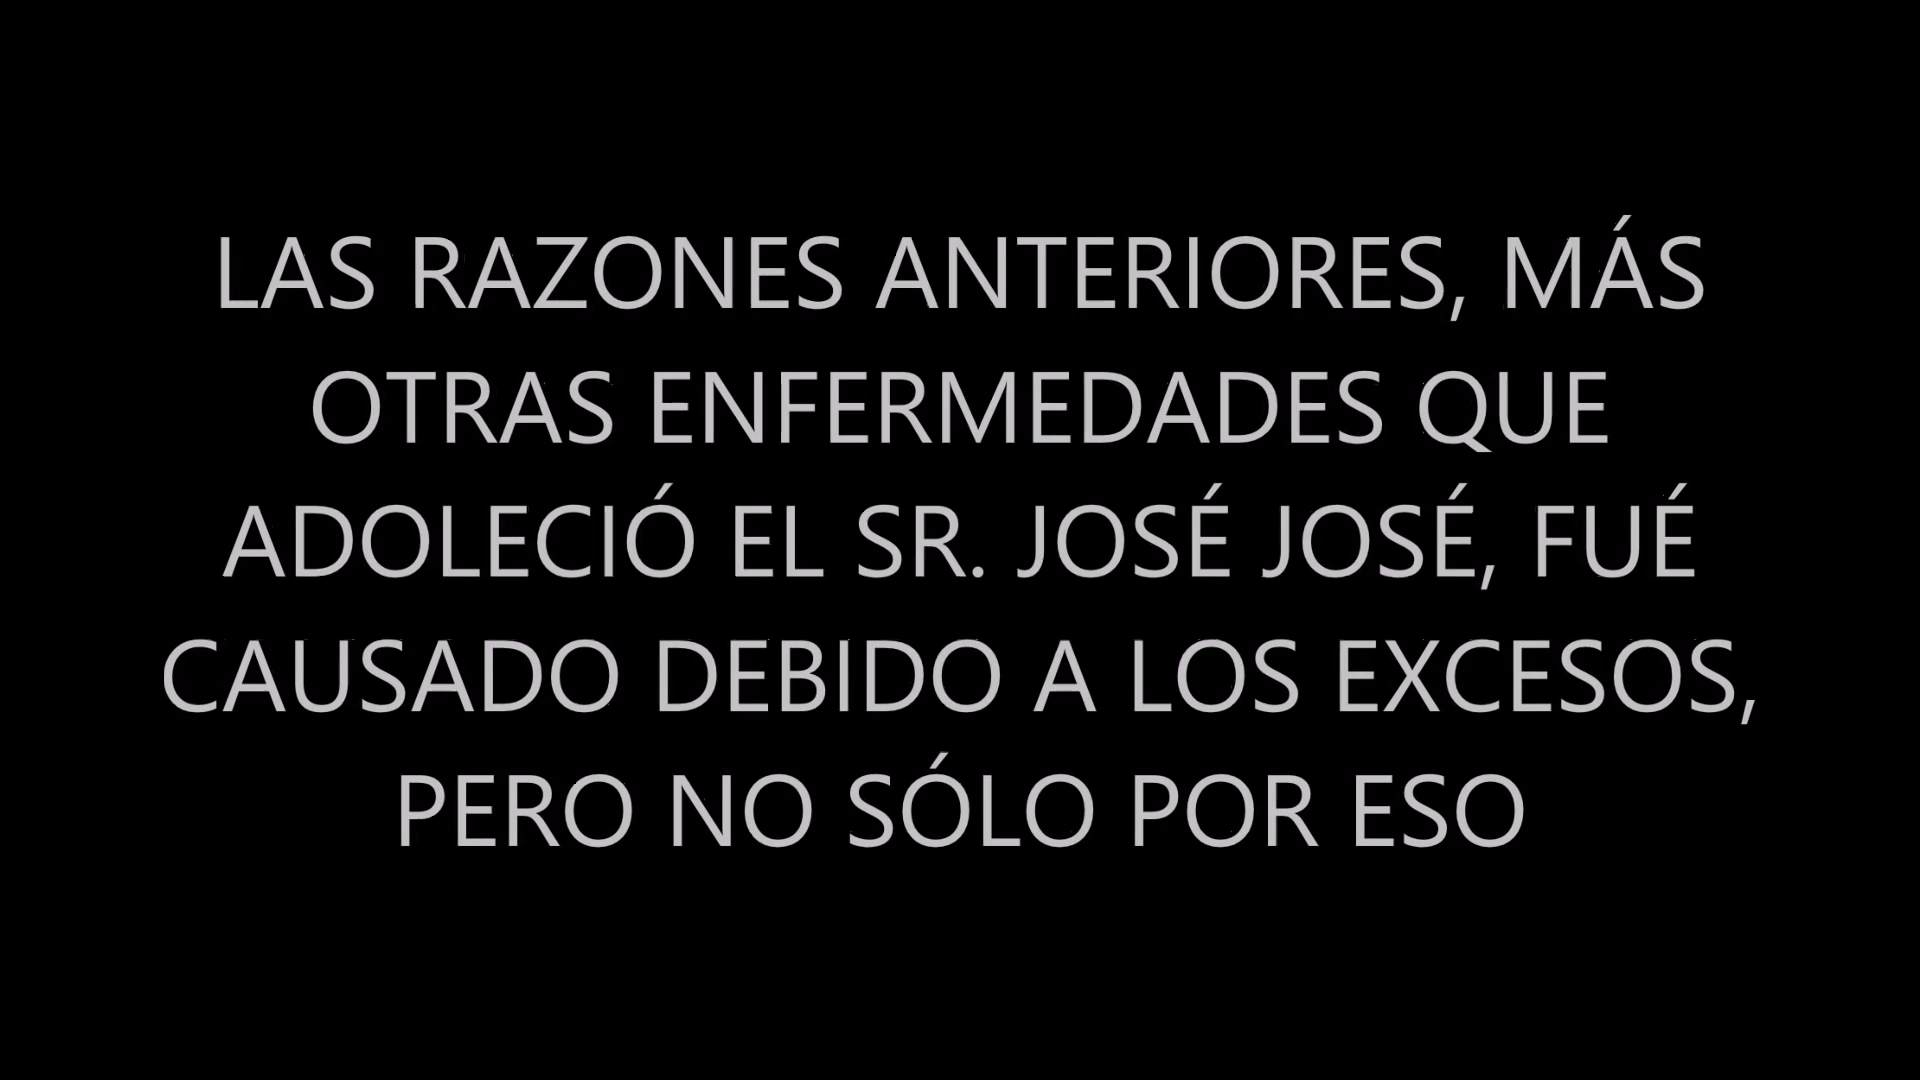 LAS RAZONES ANTERIORES, MÁS
OTRAS ENFERMEDADES QUE
ADOLECIÓ EL SR. JOSÉ JOSÉ, FUÉ
CAUSADO DEBIDO A LOS EXCESOS,
PERO NO SÓLO POR ESO